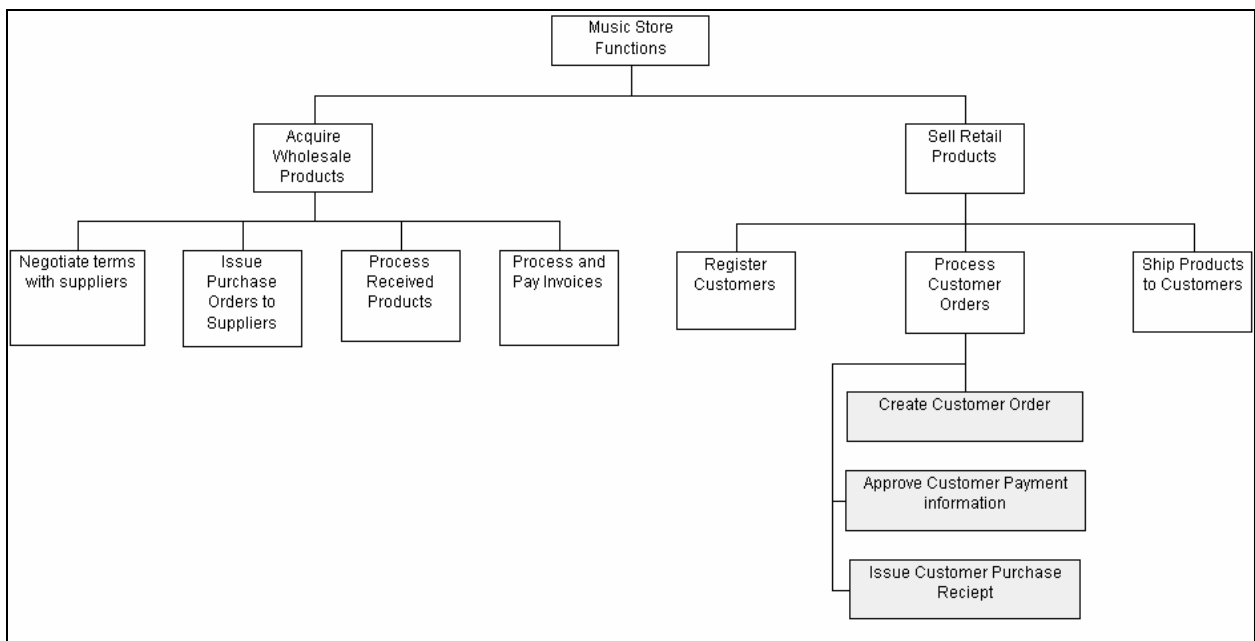 Music Store
Functions
Acquire
Wholesale
Products
Sell Retail
Products
Negotiate terms
with suppliers
Issue
Purchase
Orders to
Suppliers
Process
Received
Products
Process and
Pay Invoices
Register
Customers
Process
Customer
Orders
Ship Products
to Customers
Create Customer Order
Approve Customer Payment
information
Issue Customer Purchase
Reciept